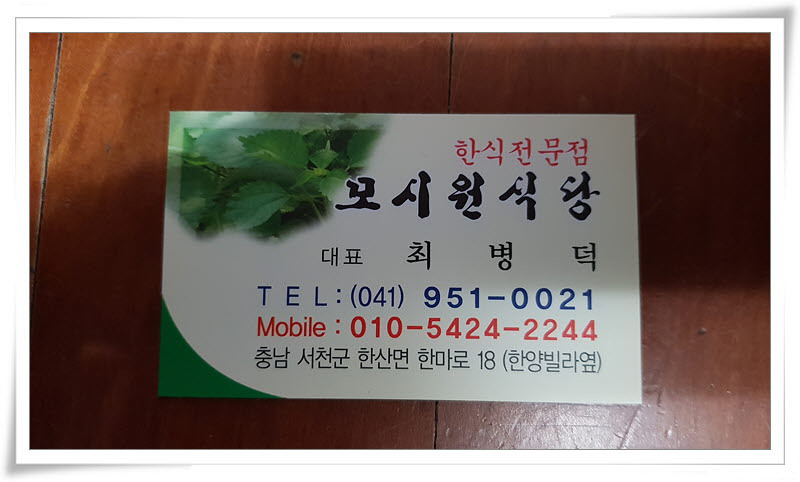 한식전문점
모시원식당
대표 최 병 덕
TEL : (041) 951-0021
Mobile : 010-5424-2244
충남 서천군 한산면 한마로 18 (한양빌라옆)